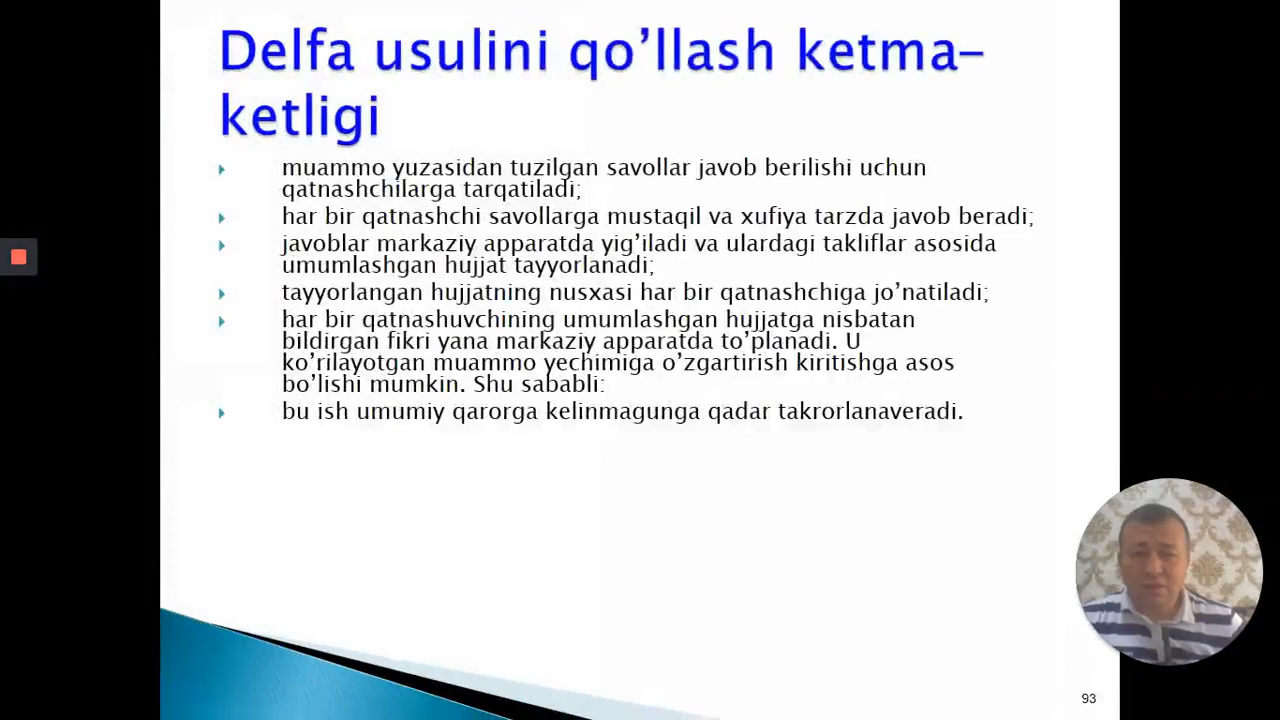 Delfa usulini qo’llash ketma-
ketligi
muammo yuzasidan tuzilgan savollar javob berilishi uchun
qatnashchilarga tarqatiladi;
har bir qatnashchi savollarga mustaqil va xufiya tarzda javob beradi;
javoblar markaziy apparatda yig’iladi va ulardagi takliflar asosida
umumlashgan hujjat tayyorlanadi;
tayyorlangan hujjatning nusxasi har bir qatnashchiga jo’natiladi;
har bir qatnashuvchining umumlashgan hujjatga nisbatan
bildirgan fikri yana markaziy apparatda to’planadi. U
ko’rilayotgan muammo yechimiga o’zgartirish kiritishga asos
bo’lishi mumkin. Shu sababli:
bu ish umumiy qarorga kelinmagunga qadar takrorlanaveradi.
93